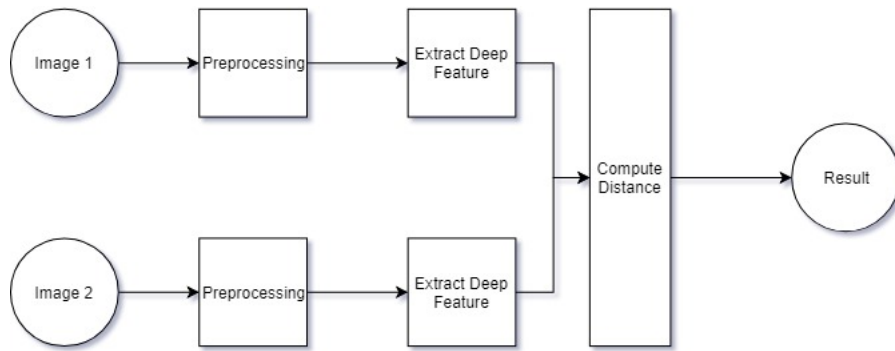 Image 1
Preprocessing
Extract Deep
Feature
Compute
Distance
Result
Image 2
Preprocessing
Extract Deep
Feature